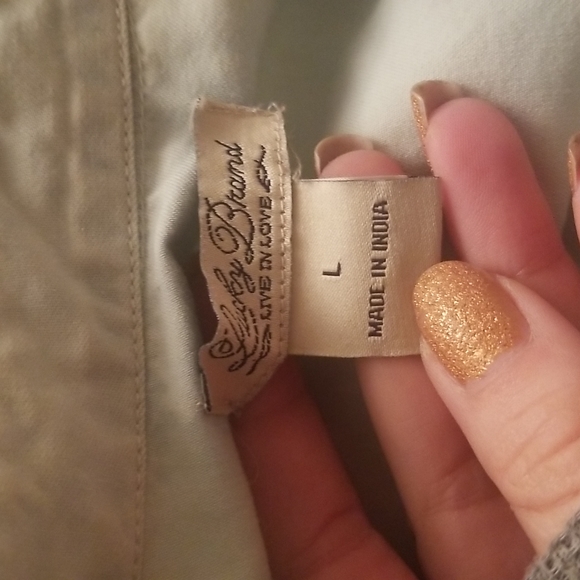 Lucky Brand
LIVE IN LOVE
L
MADE IN INDIA